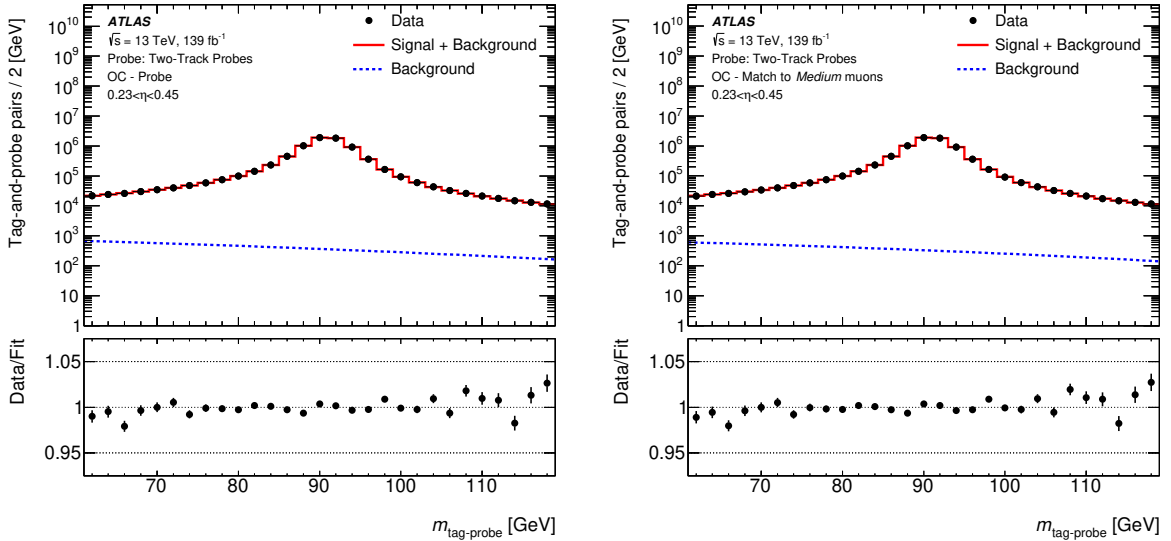 Tag-and-probe pairs / 2 [GeV]
10¹⁰
10⁹
10⁸
10⁷
10⁶
10⁵
10⁴
10³
10²
10
1
ATLAS
√s = 13 TeV, 139 fb⁻¹
Probe: Two-Track Probes
OC - Probe
0.23<η<0.45
Data
Signal + Background
Background
Data/Fit
1.05
1
0.95
70 80 90 100 110
m_tag-probe [GeV]
Tag-and-probe pairs / 2 [GeV]
10¹⁰
10⁹
10⁸
10⁷
10⁶
10⁵
10⁴
10³
10²
10
1
ATLAS
√s = 13 TeV, 139 fb⁻¹
Probe: Two-Track Probes
OC - Match to Medium muons
0.23<η<0.45
Data
Signal + Background
Background
Data/Fit
1.05
1
0.95
70 80 90 100 110
m_tag-probe [GeV]